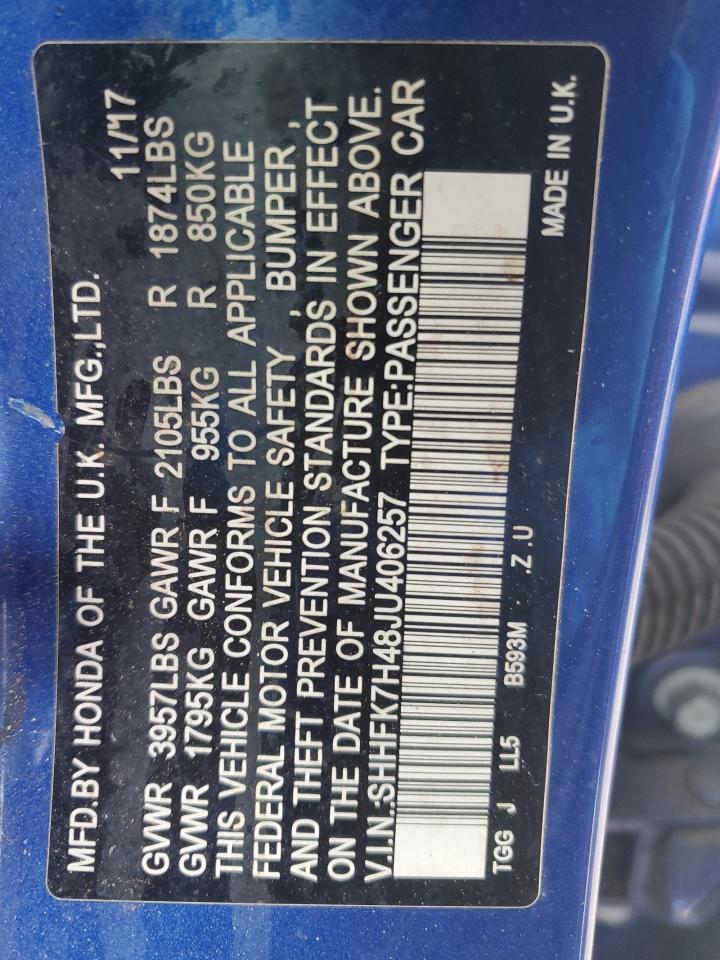 MFD.BY HONDA OF THE U.K. MFG.,LTD. 11/17
GVWR 3957LBS GAWR F 2105LBS R 1874LBS
GVWR 1795KG GAWR F 955KG R 850KG
THIS VEHICLE CONFORMS TO ALL APPLICABLE
FEDERAL MOTOR VEHICLE SAFETY , BUMPER ,
AND THEFT PREVENTION STANDARDS IN EFFECT
ON THE DATE OF MANUFACTURE SHOWN ABOVE.
V.I.N.:SHHFK7H48JU406257 TYPE:PASSENGER CAR
TGG J LL5 B593M .Z.U MADE IN U.K.